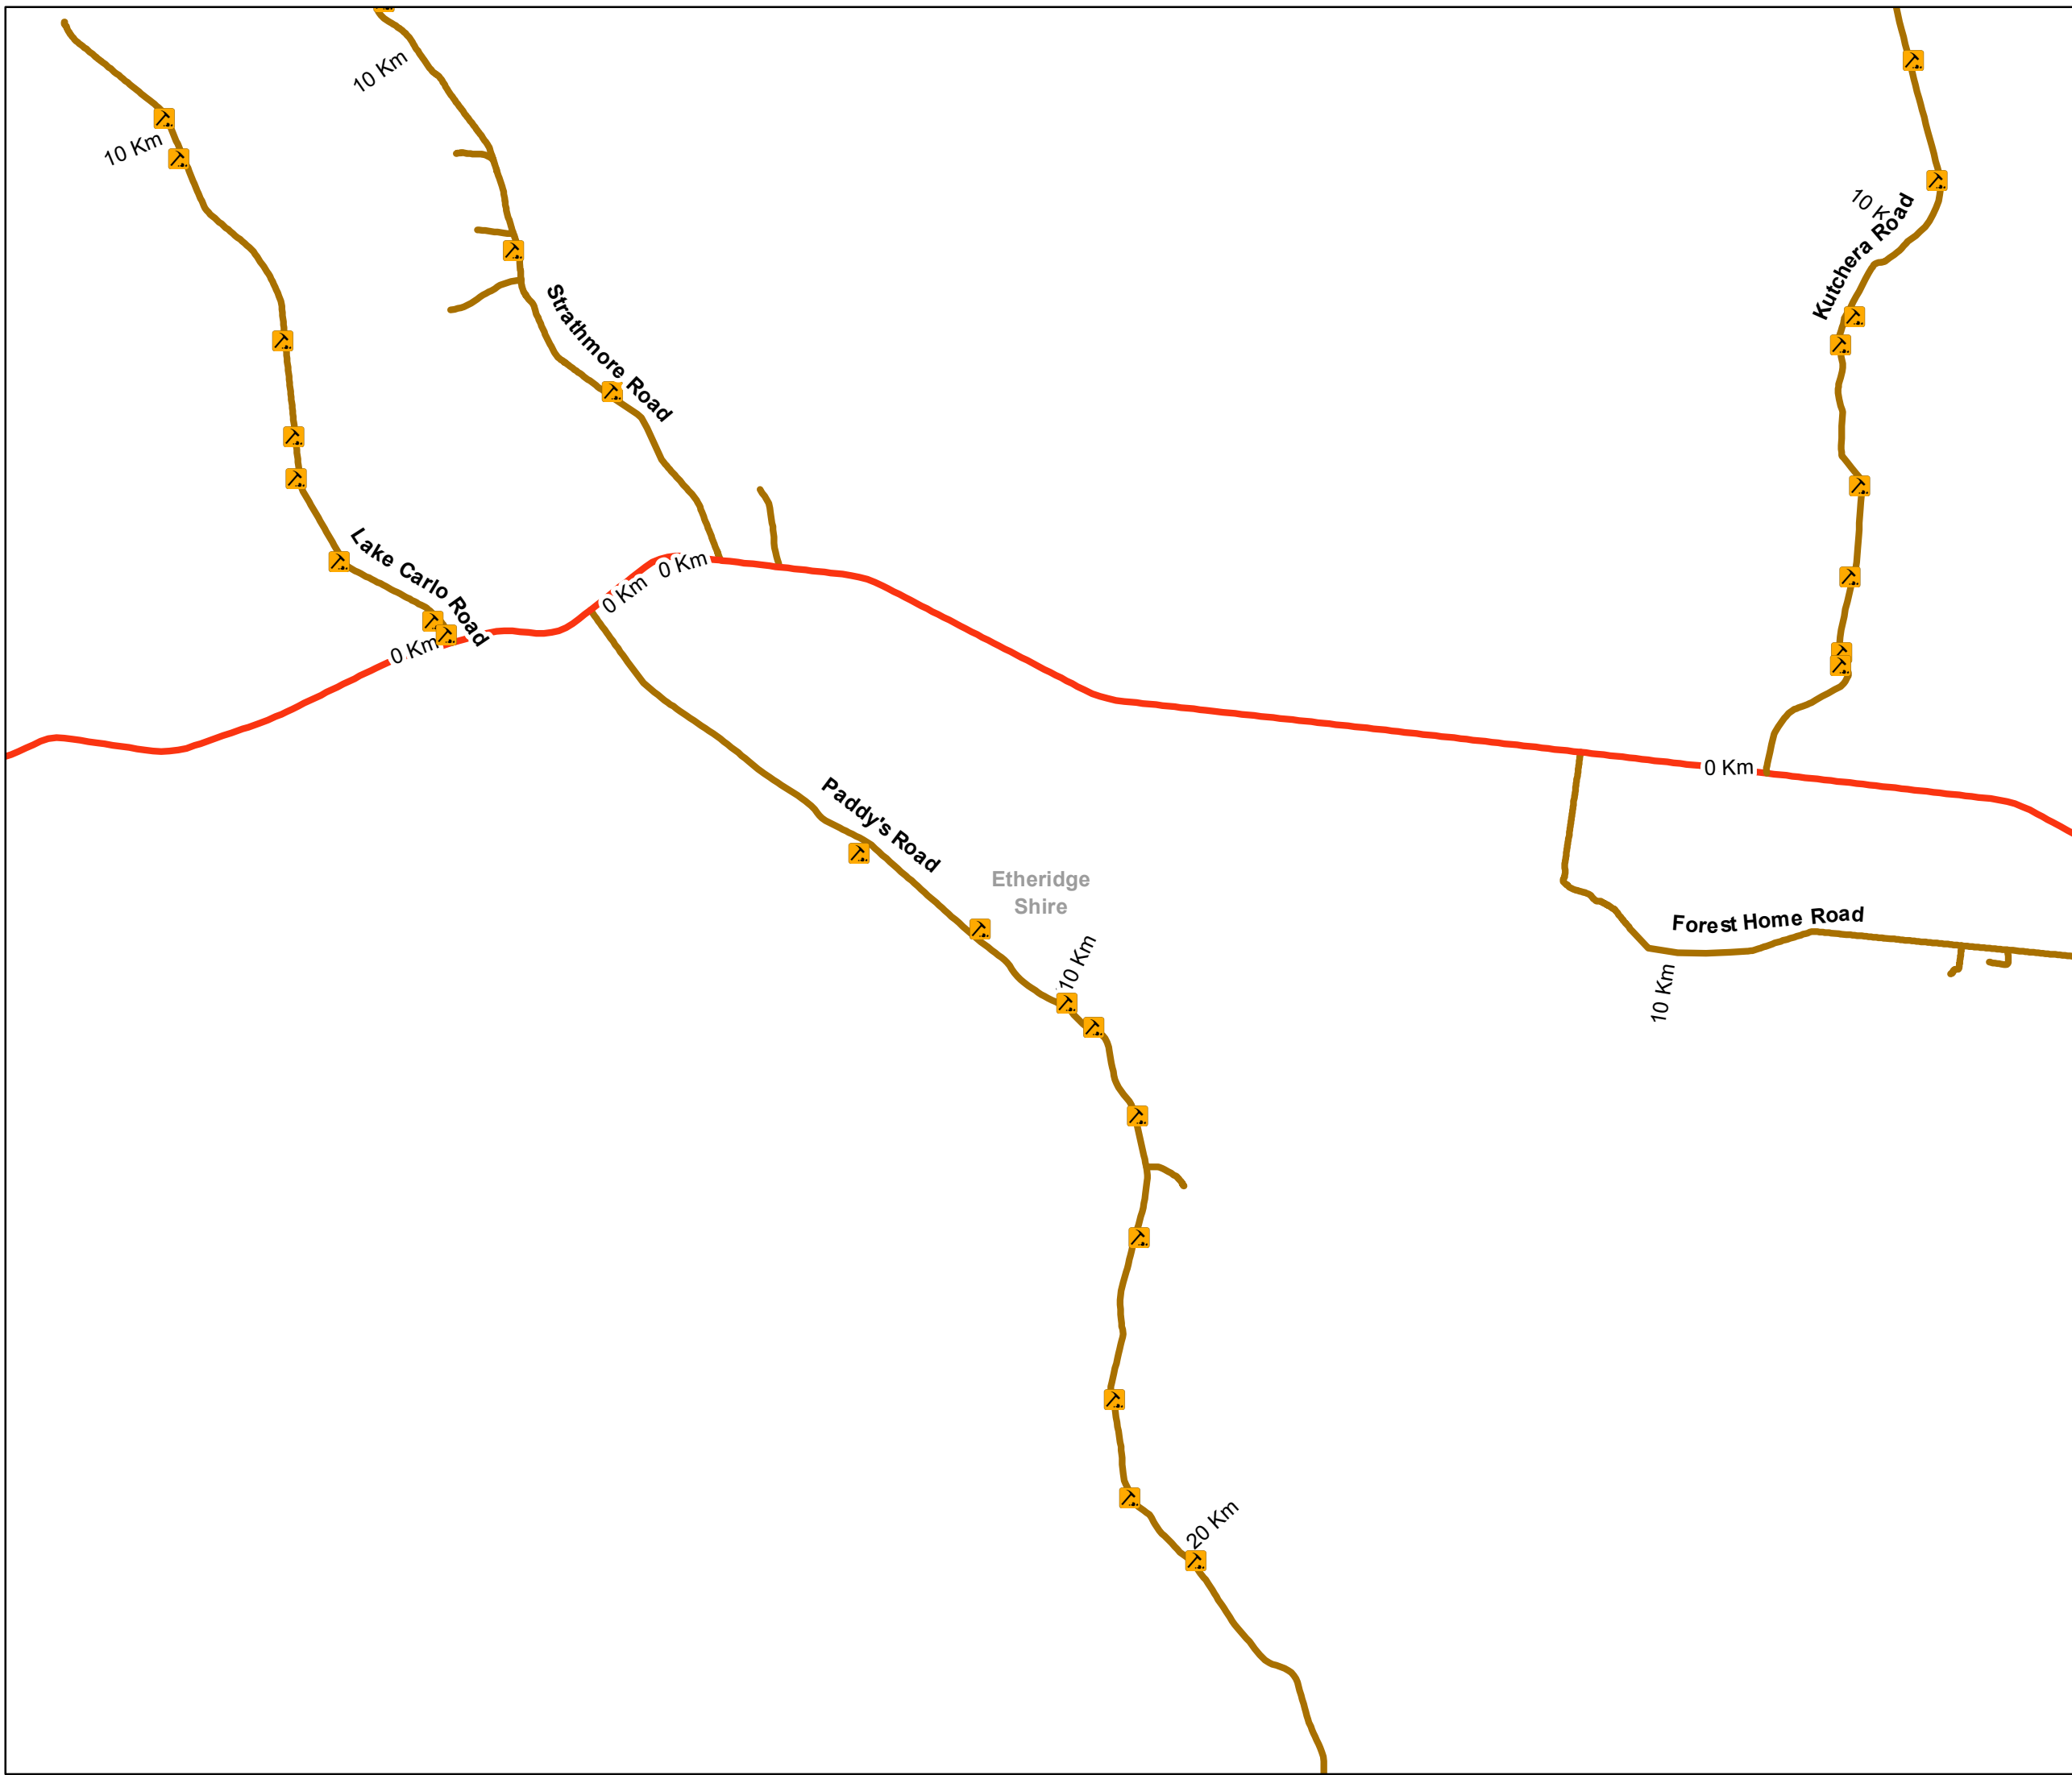 10 Km
10 Km
10 K
Kutchera Road
Strathmore Road
Lake Carlo Road
0 Km
0 Km
0 Km
0 Km
Paddy's Road
Etheridge
Shire
Forest Home Road
10 Km
10 Km
20 Km